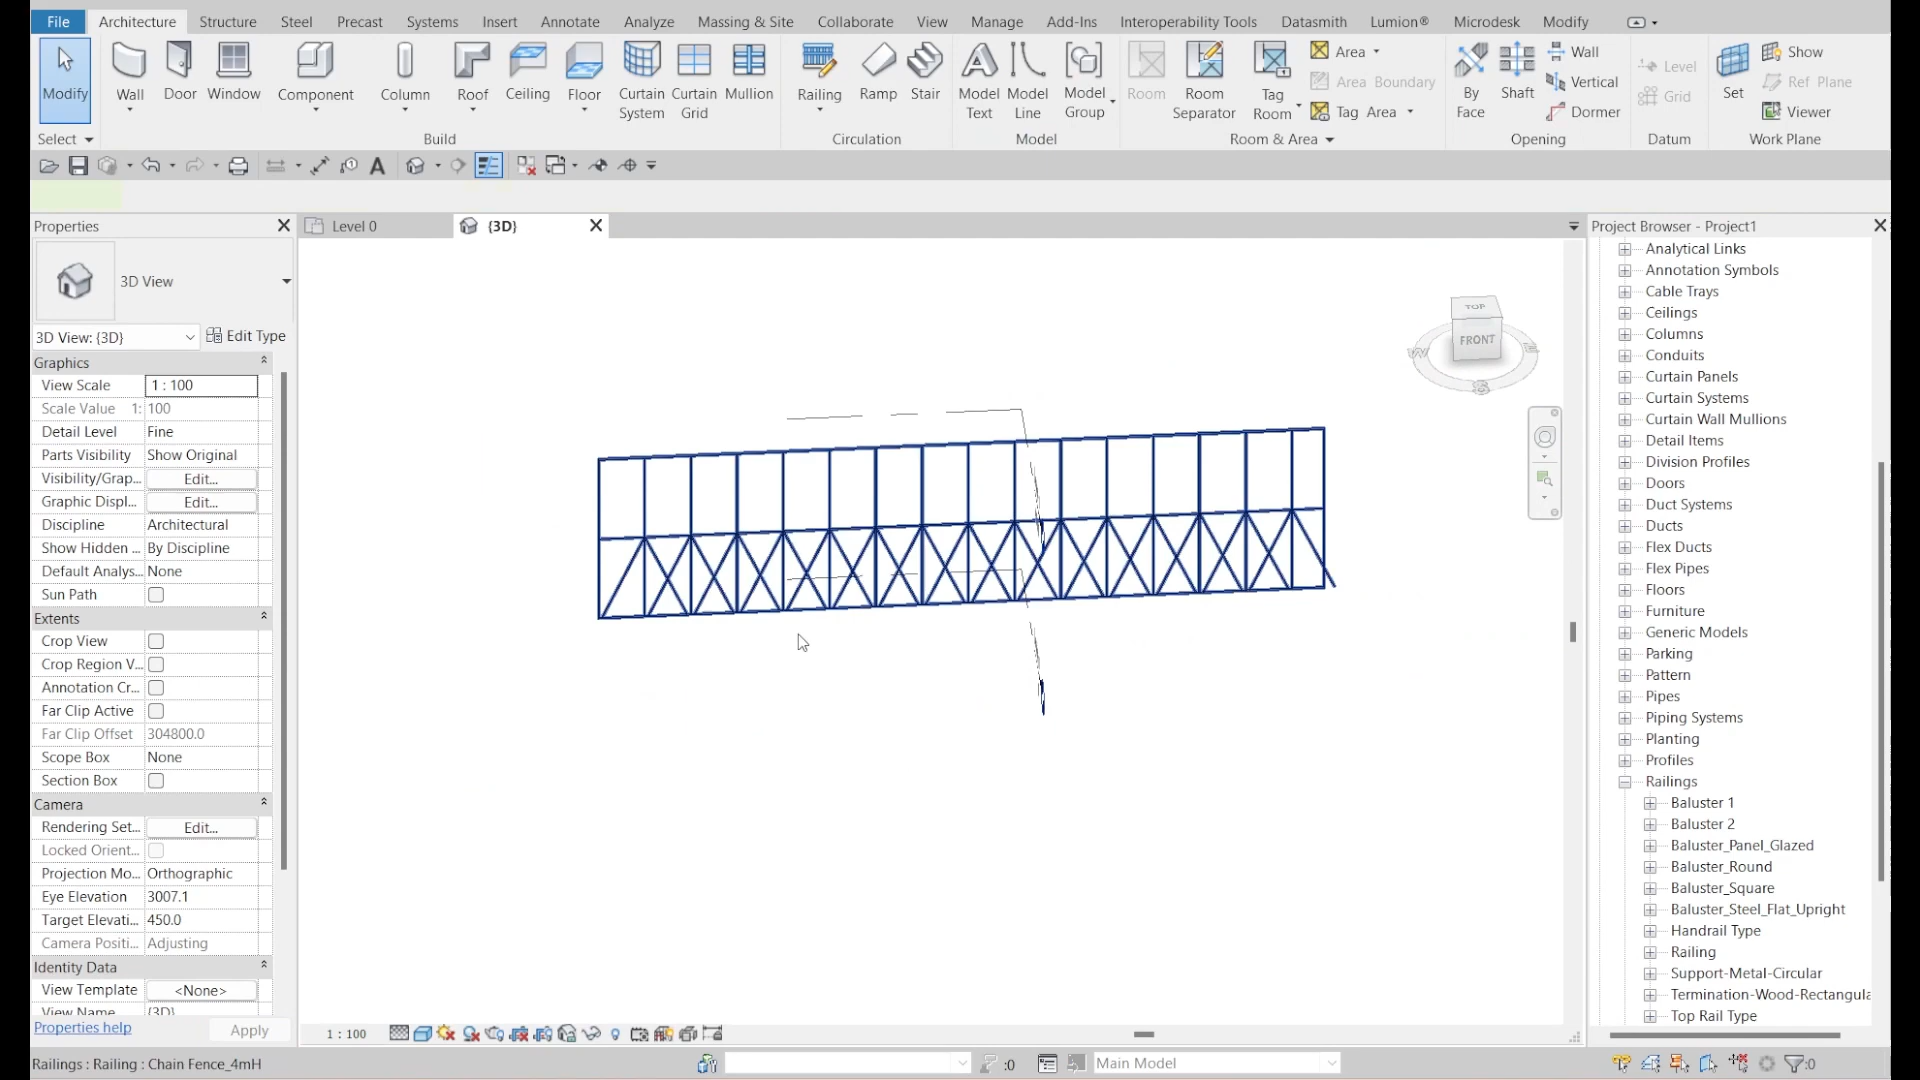 File Architecture Structure Steel Precast Systems Insert Annotate Analyze Massing & Site Collaborate View Manage Add-Ins Interoperability Tools Datasmith Lumion® Microdesk Modify
Modify Wall Door Window Component Column Roof Ceiling Floor Curtain System Curtain Grid Mullion Railing Ramp Stair Model Text Model Line Model Group Room Room Separator Tag Room
Area
Area Boundary
Tag Area
By Face Shaft
Wall
Vertical
Dormer
Level
Grid
Set
Show
Ref Plane
Viewer
Select Build Circulation Model Room & Area Opening Datum Work Plane
Properties
Level 0 {3D}
Project Browser - Project1
3D View
3D View: {3D} Edit Type
Graphics
View Scale 1 : 100
Scale Value 1: 100
Detail Level Fine
Parts Visibility Show Original
Visibility/Grap... Edit...
Graphic Displ... Edit...
Discipline Architectural
Show Hidden ... By Discipline
Default Analys... None
Sun Path
Extents
Crop View
Crop Region V...
Annotation Cr...
Far Clip Active
Far Clip Offset 304800.0
Scope Box None
Section Box
Camera
Rendering Set... Edit...
Locked Orient...
Projection Mo... Orthographic
Eye Elevation 3007.1
Target Elevati... 450.0
Camera Positi... Adjusting
Identity Data
View Template <None>
View Name {3D}
Properties help Apply
TOP
FRONT
W E
S
Analytical Links
Annotation Symbols
Cable Trays
Ceilings
Columns
Conduits
Curtain Panels
Curtain Systems
Curtain Wall Mullions
Detail Items
Division Profiles
Doors
Duct Systems
Ducts
Flex Ducts
Flex Pipes
Floors
Furniture
Generic Models
Parking
Pattern
Pipes
Piping Systems
Planting
Profiles
Railings
Baluster 1
Baluster 2
Baluster_Panel_Glazed
Baluster_Round
Baluster_Square
Baluster_Steel_Flat_Upright
Handrail Type
Railing
Support-Metal-Circular
Termination-Wood-Rectangula
Top Rail Type
1 : 100
Railings : Railing : Chain Fence_4mH
:0
Main Model
:0